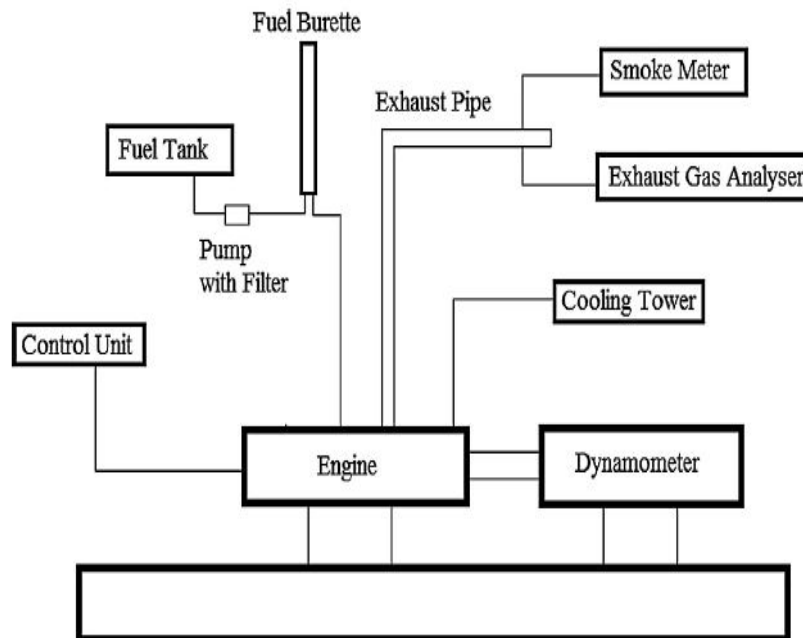 Fuel Burette
Smoke Meter
Exhaust Pipe
Fuel Tank
Exhaust Gas Analyser
Pump
with Filter
Cooling Tower
Control Unit
Engine
Dynamometer